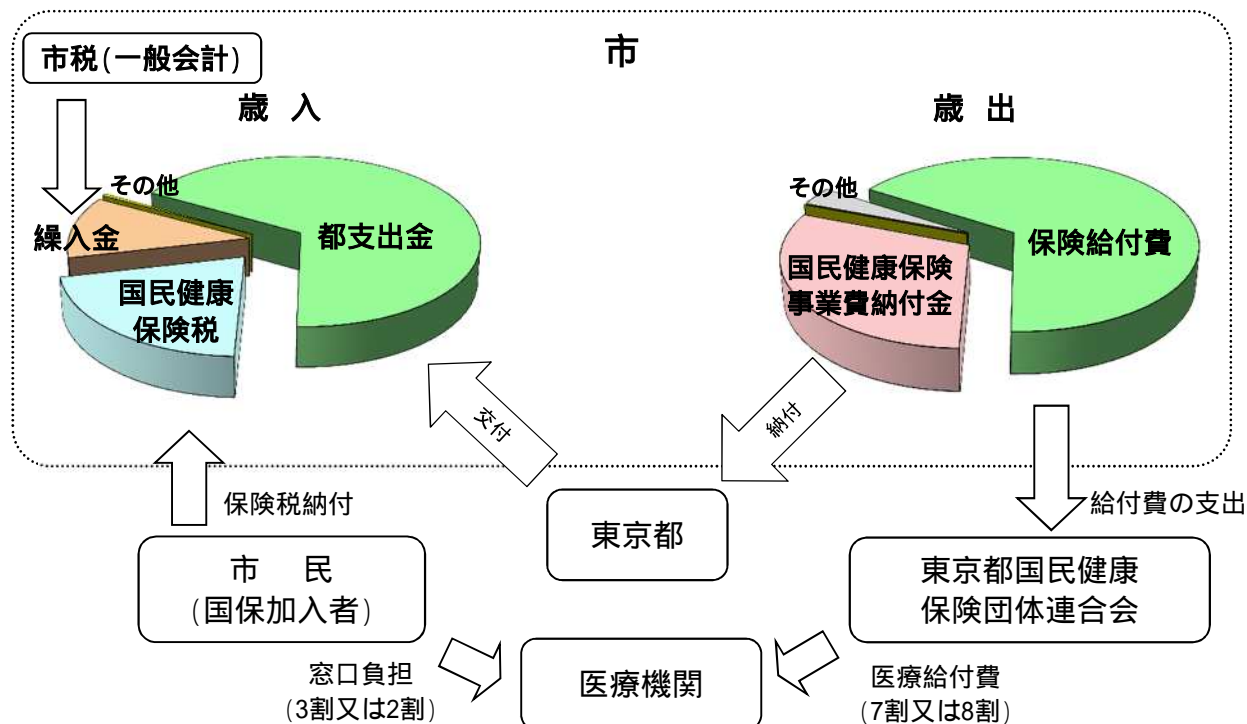 市
市税(一般会計)
歳 入
歳 出
その他
繰入金
都支出金
国民健康
保険税
その他
保険給付費
国民健康保険
事業費納付金
交付
納付
保険税納付
給付費の支出
東京都
市 民
(国保加入者)
東京都国民健康
保険団体連合会
窓口負担
(3割又は2割)
医療機関
医療給付費
(7割又は8割)